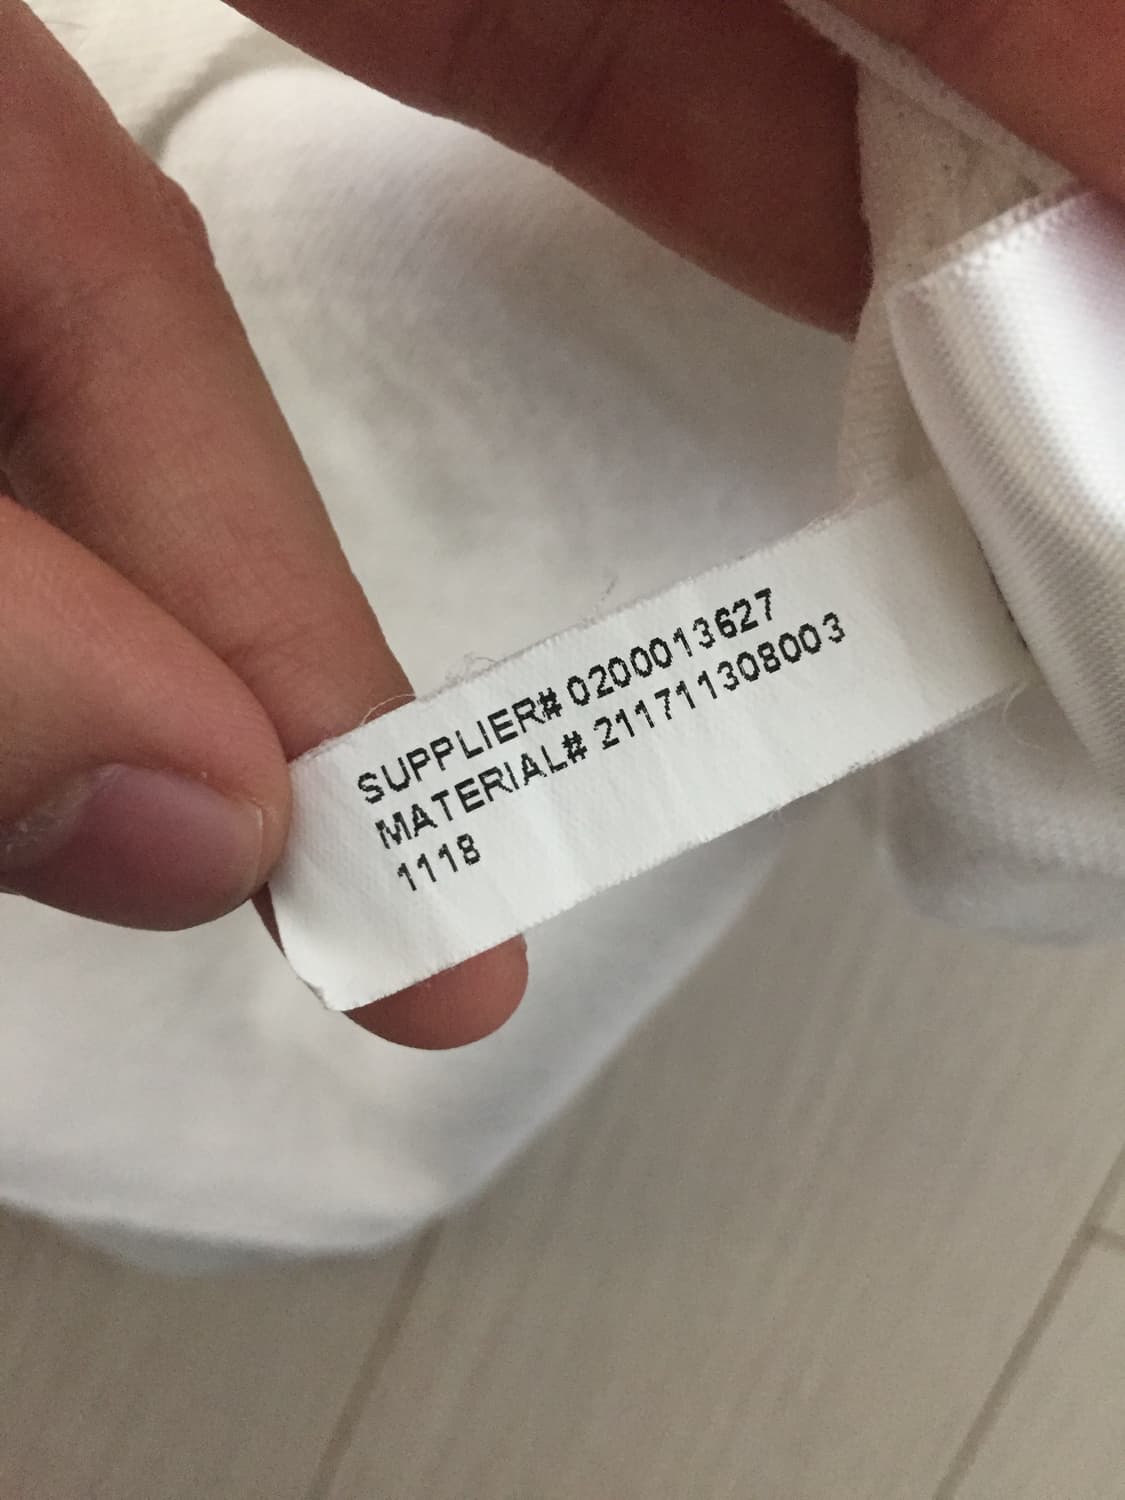 SUPPLIER# 0200013627
MATERIAL# 211711308003
1118